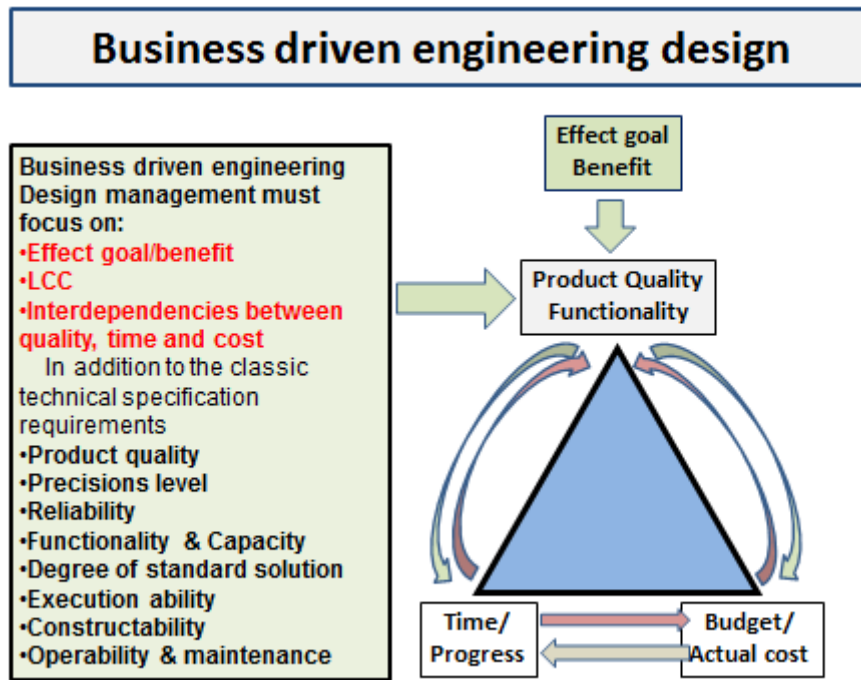 Business driven engineering design
Business driven engineering
Design management must
focus on:
•Effect goal/benefit
•LCC
•Interdependencies between
quality, time and cost
In addition to the classic
technical specification
requirements
•Product quality
•Precisions level
•Reliability
•Functionality & Capacity
•Degree of standard solution
•Execution ability
•Constructability
•Operability & maintenance
Effect goal
Benefit
Product Quality
Functionality
Time/
Progress
Budget/
Actual cost